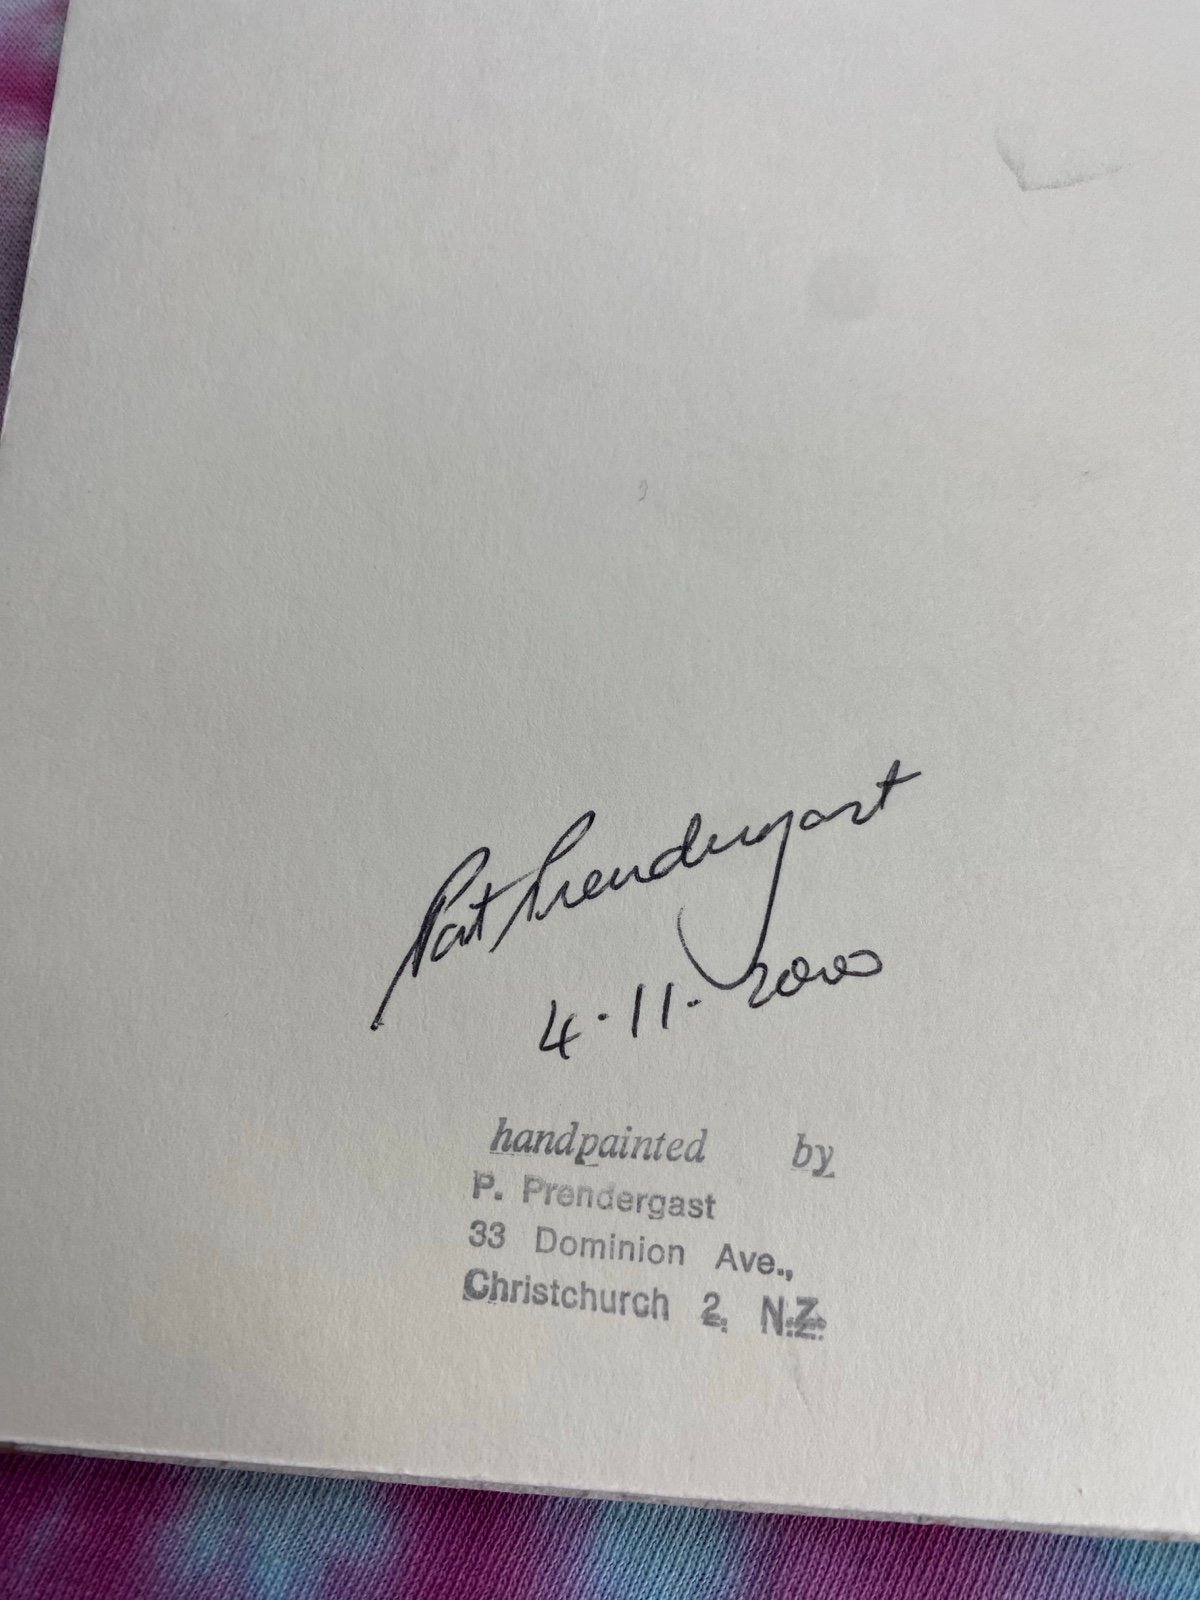 Pat Prendergast
4.11.2000
handpainted by
P. Prendergast
33 Dominion Ave.,
Christchurch 2, N.Z.